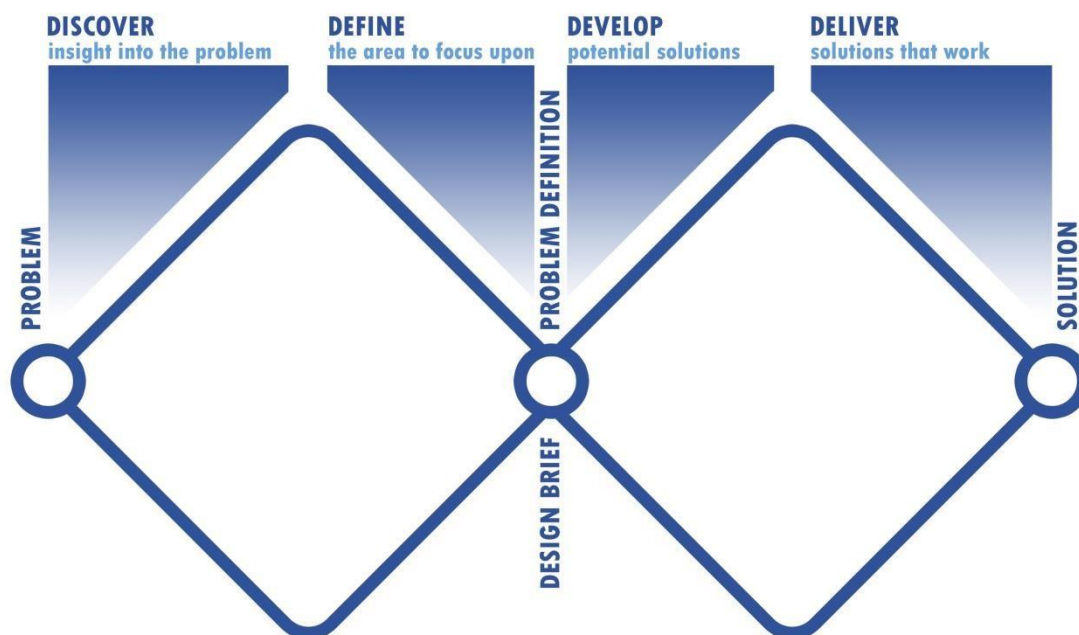 DISCOVER
insight into the problem
DEFINE
the area to focus upon
DEVELOP
potential solutions
DELIVER
solutions that work
PROBLEM
PROBLEM DEFINITION
DESIGN BRIEF
SOLUTION